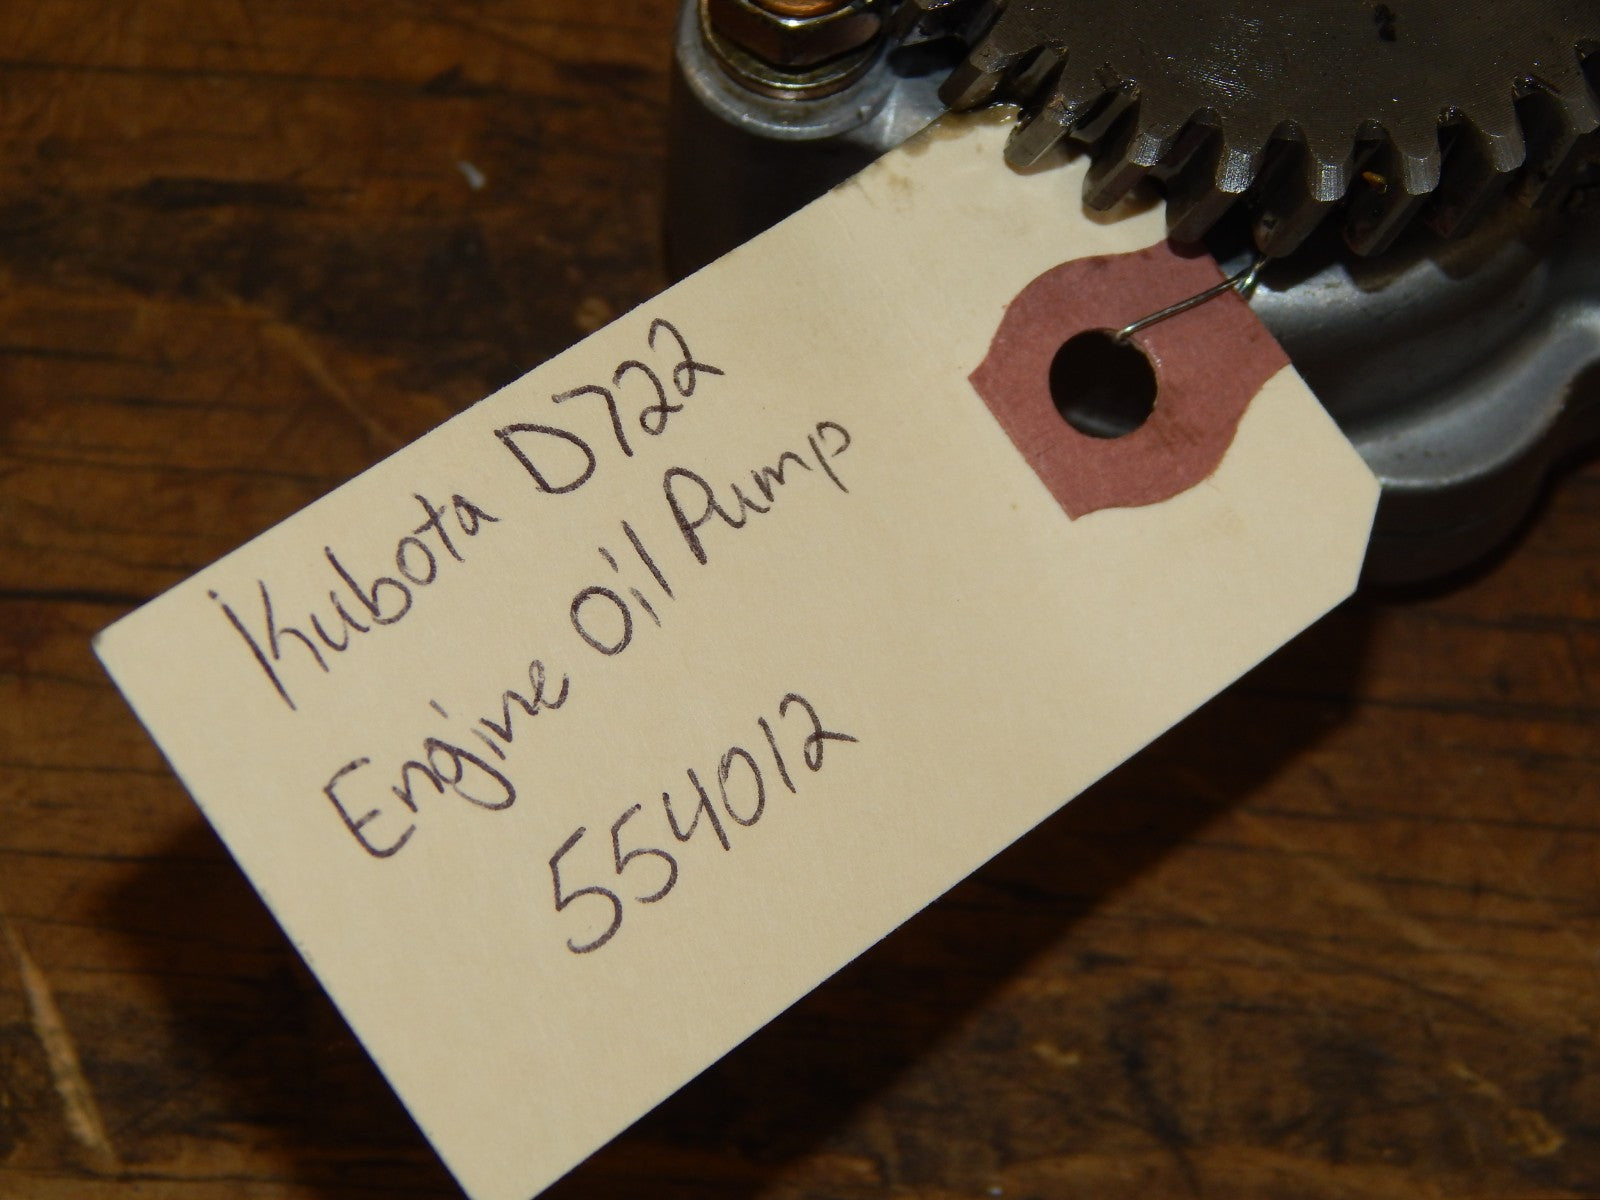 Kubota D722
Engine Oil Pump
554012